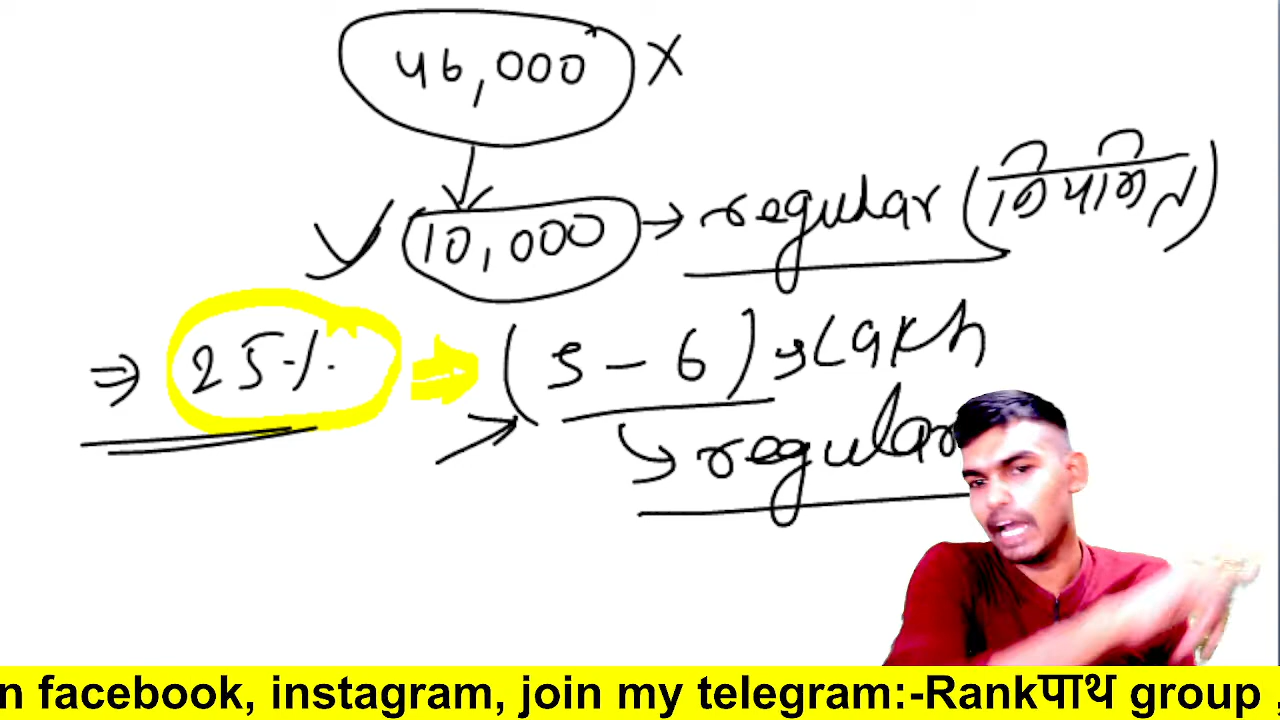 46,000 ×
✓ 10,000 → regular (नियमित)
⇒ 25% ⇒ (5-6) → Lakh
↳ regular
n facebook, instagram, join my telegram:-Rankपाथ group ,